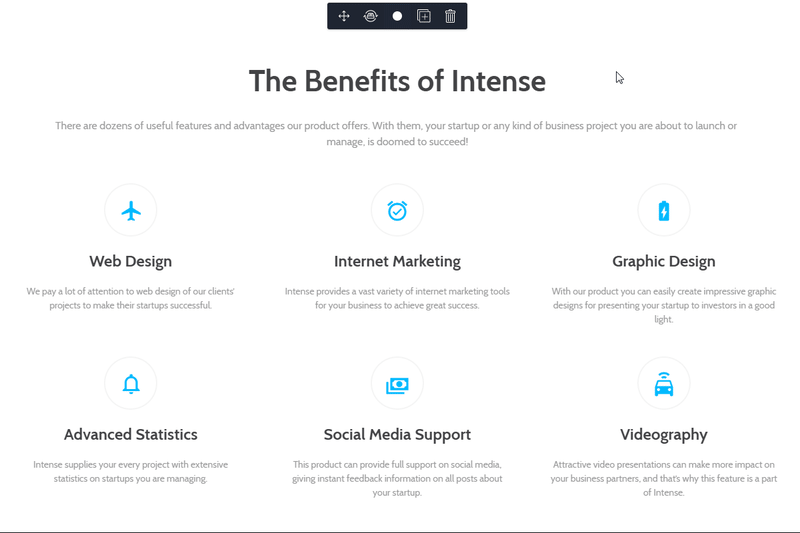 The Benefits of Intense
There are dozens of useful features and advantages our product offers. With them, your startup or any kind of business project you are about to launch or
manage, is doomed to succeed!
Web Design
We pay a lot of attention to web design of our clients'
projects to make their startups successful.
Internet Marketing
Intense provides a vast variety of internet marketing tools
for your business to achieve great success.
Graphic Design
With our product you can easily create impressive graphic
designs for presenting your startup to investors in a good
light.
Advanced Statistics
Intense supplies your every project with extensive
statistics on startups you are managing.
Social Media Support
This product can provide full support on social media,
giving instant feedback information on all posts about
your startup.
Videography
Attractive video presentations can make more impact on
your business partners, and that's why this feature is a part
of Intense.